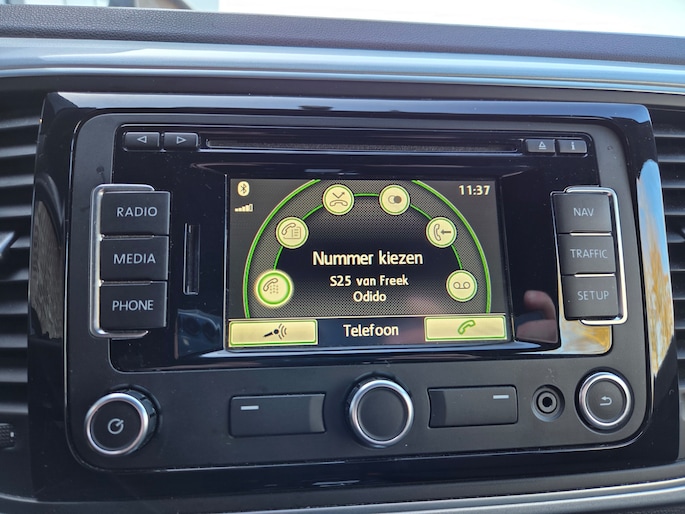 11:37
RADIO
MEDIA
PHONE
NAV
TRAFFIC
SETUP
Nummer kiezen
S25 van Freek
Odido
Telefoon